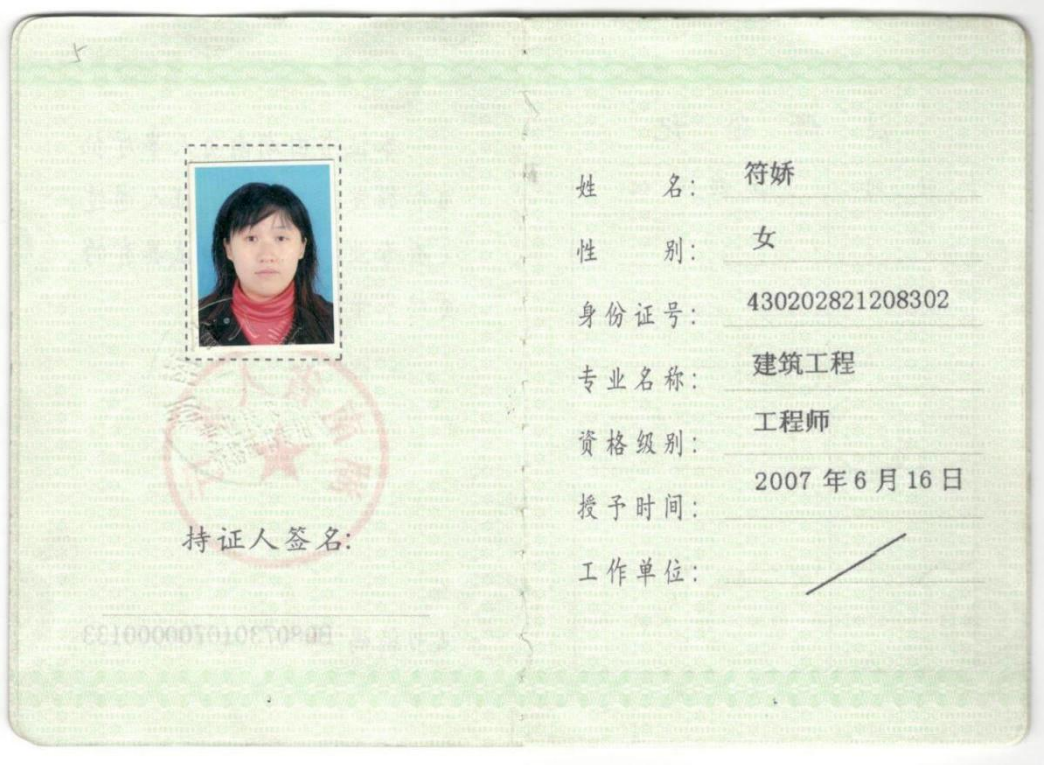 持证人签名:
姓 名: 符娇
性 别: 女
身份证号: 430202821208302
专业名称: 建筑工程
资格级别: 工程师
授予时间: 2007 年 6 月 16 日
工作单位: